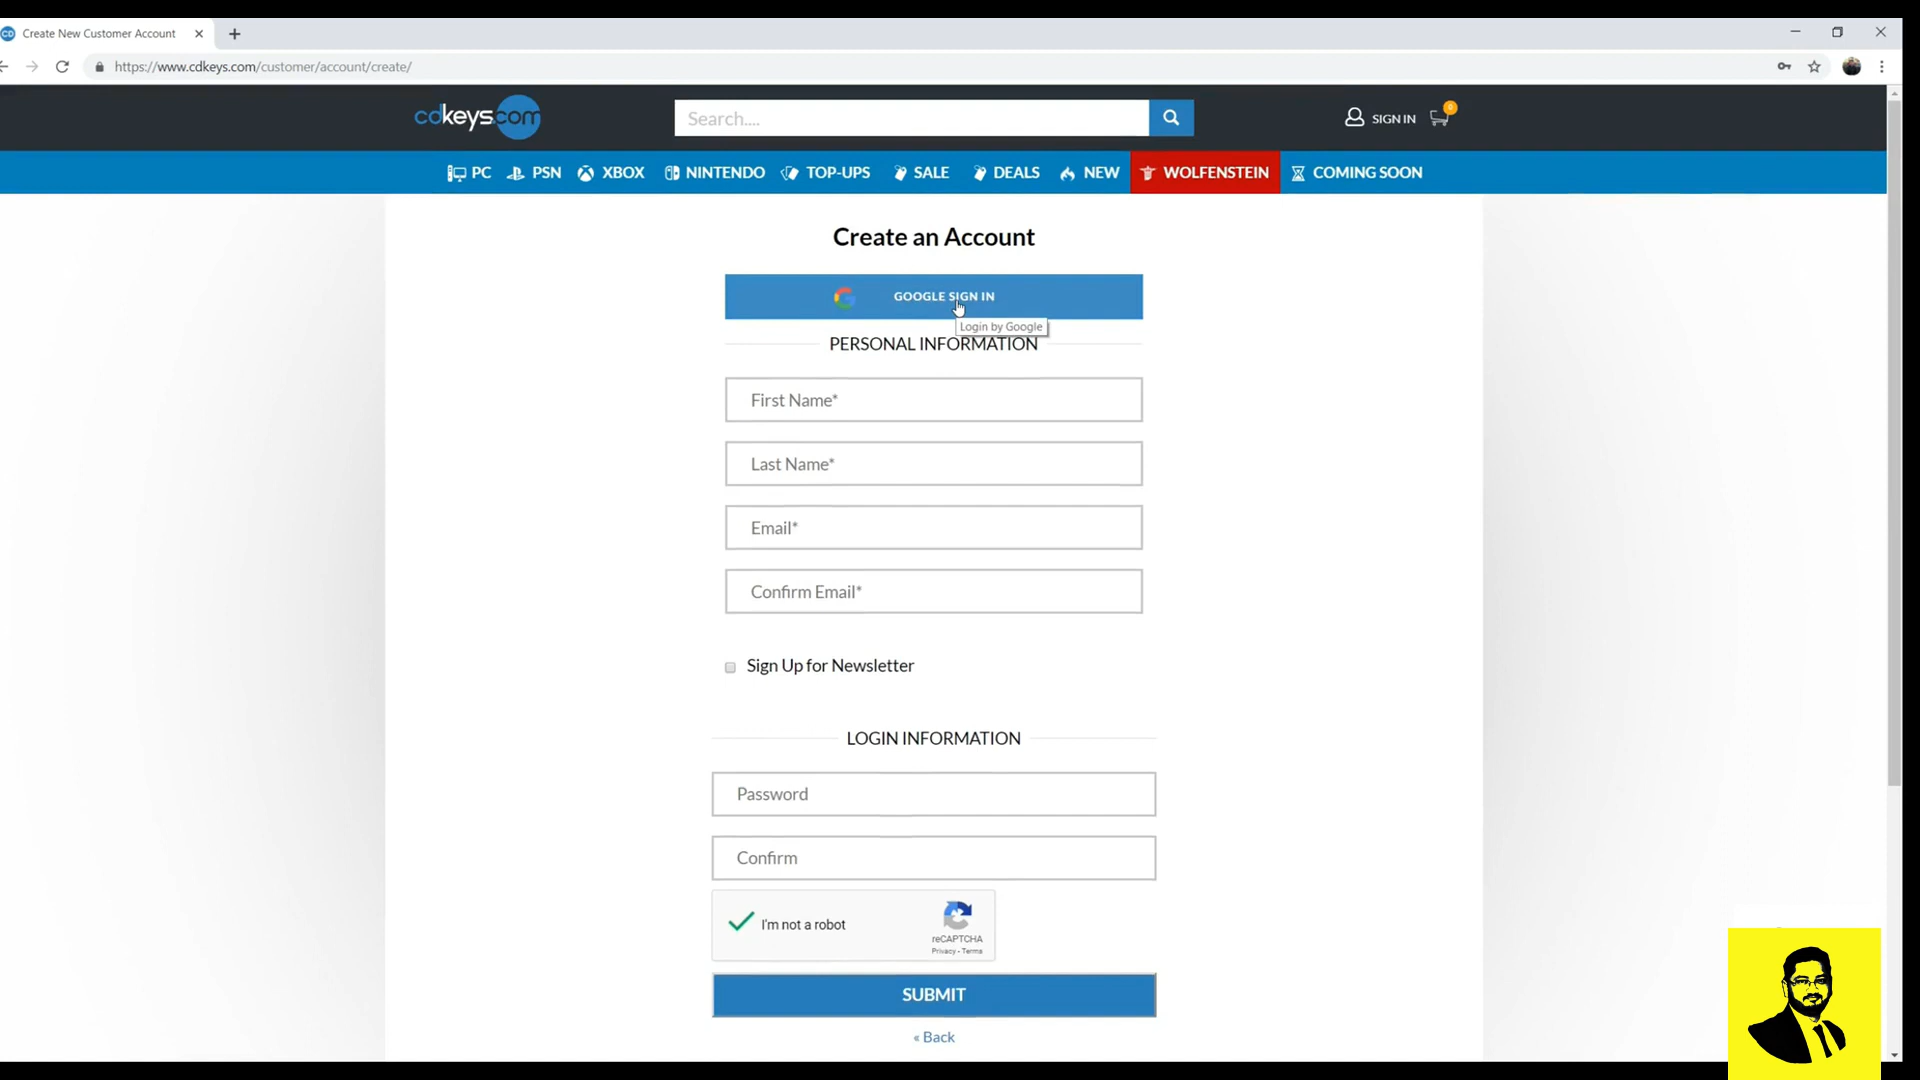 Create New Customer Account
https://www.cdkeys.com/customer/account/create/
cdkeys.com
Search....
SIGN IN
0
PC
PSN
XBOX
NINTENDO
TOP-UPS
SALE
DEALS
NEW
WOLFENSTEIN
COMING SOON
Create an Account
GOOGLE SIGN IN
Login by Google
PERSONAL INFORMATION
First Name*
Last Name*
Email*
Confirm Email*
Sign Up for Newsletter
LOGIN INFORMATION
Password
Confirm
I'm not a robot
reCAPTCHA
Privacy - Terms
SUBMIT
« Back